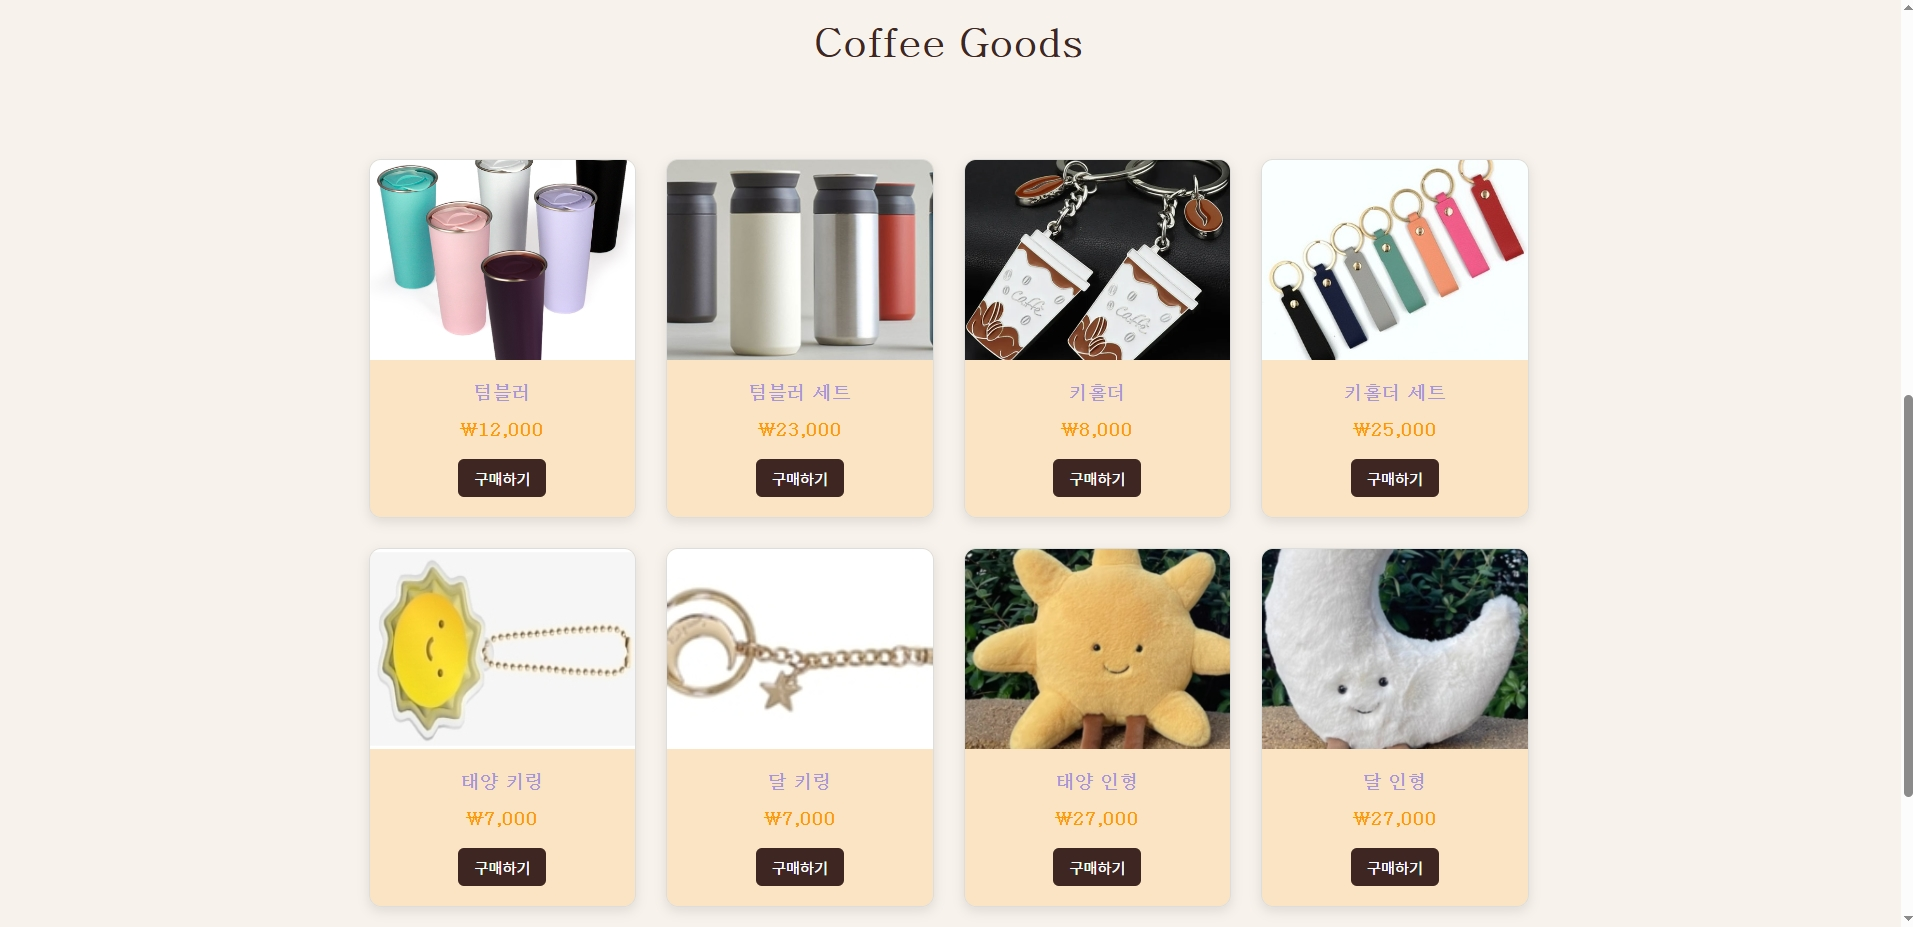 Coffee Goods
텀블러
₩12,000
구매하기
텀블러 세트
₩23,000
구매하기
키홀더
₩8,000
구매하기
키홀더 세트
₩25,000
구매하기
태양 키링
₩7,000
구매하기
달 키링
₩7,000
구매하기
태양 인형
₩27,000
구매하기
달 인형
₩27,000
구매하기